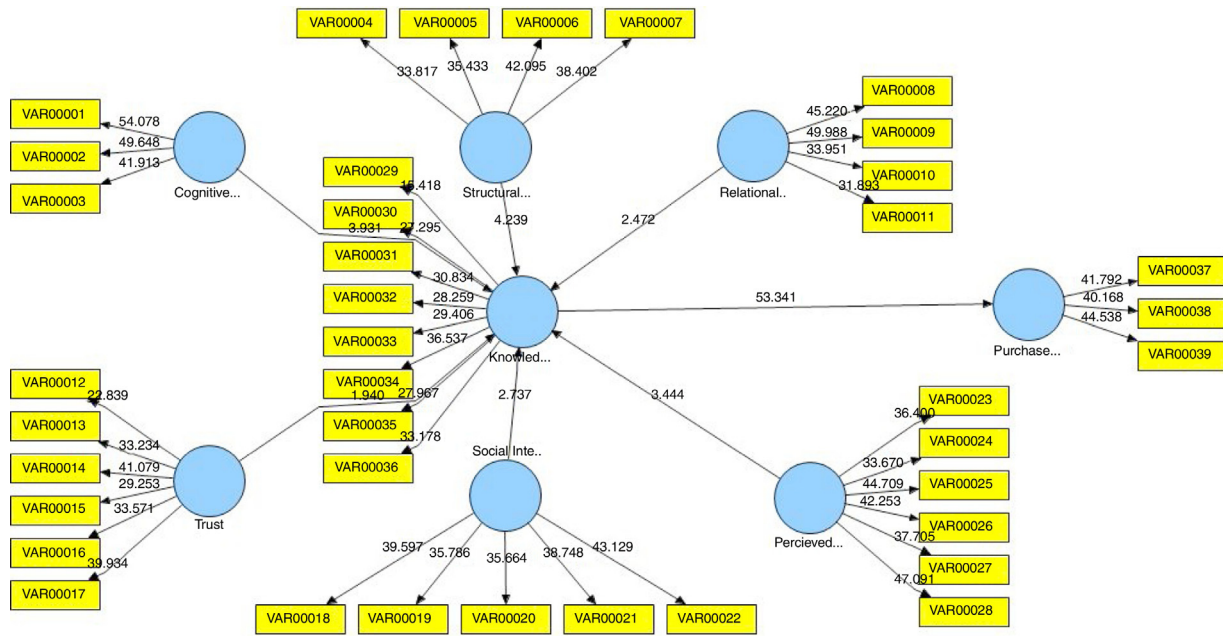 VAR00004
VAR00005
VAR00006
VAR00007
33.817
35.433
42.095
38.402
VAR00001
VAR00002
VAR00003
54.078
49.648
41.913
Cognitive...
Structural...
VAR00008
VAR00009
VAR00010
VAR00011
45.220
49.988
33.951
31.893
Relational..
3.931
4.239
2.472
VAR00029
VAR00030
VAR00031
VAR00032
VAR00033
VAR00034
VAR00035
VAR00036
15.418
27.295
30.834
28.259
29.406
36.537
27.967
33.178
Knowled...
53.341
VAR00037
VAR00038
VAR00039
41.792
40.168
44.538
Purchase...
1.940
2.737
3.444
VAR00012
VAR00013
VAR00014
VAR00015
VAR00016
VAR00017
22.839
33.234
41.079
29.253
33.571
39.934
Trust
Social Inte..
39.597
35.786
35.664
38.748
43.129
VAR00018
VAR00019
VAR00020
VAR00021
VAR00022
VAR00023
VAR00024
VAR00025
VAR00026
VAR00027
VAR00028
36.400
33.670
44.709
42.253
37.705
47.091
Percieved...